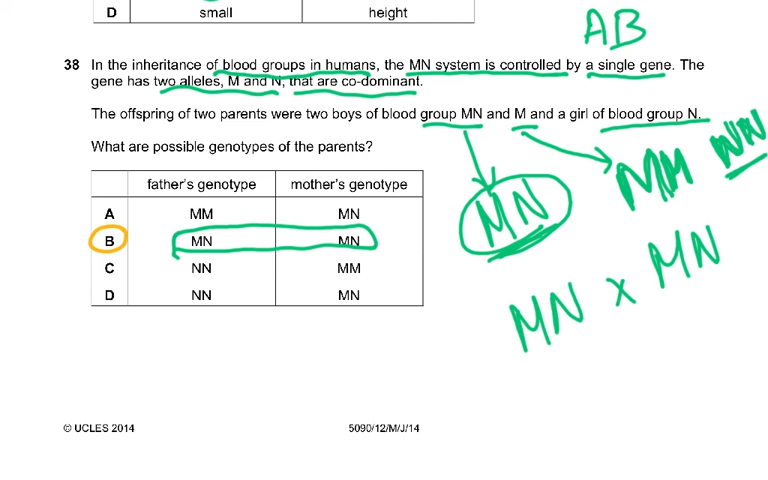 D small height
AB
38 In the inheritance of blood groups in humans, the MN system is controlled by a single gene. The
gene has two alleles, M and N, that are co-dominant.
The offspring of two parents were two boys of blood group MN and M and a girl of blood group N.
MN MM NN
What are possible genotypes of the parents?
father's genotype mother's genotype
A MM MN
B MN MN
C NN MM
D NN MN
MN x MN
© UCLES 2014 5090/12/M/J/14